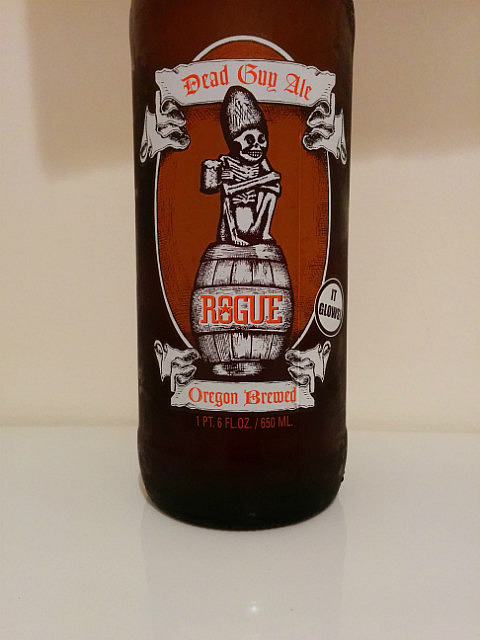 Dead Guy Ale
ROGUE
IT
GLOWS!
Oregon Brewed
1 PT. 6 FL.OZ. / 650 ML.